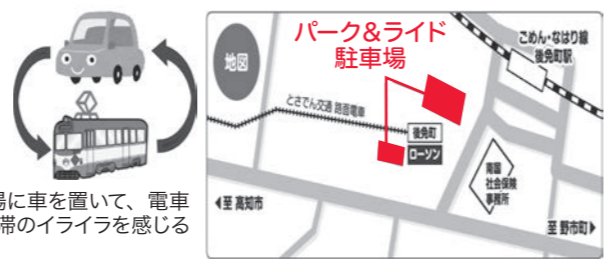 場に車を置いて、電車
帯のイライラを感じる
地図
パーク&ライド
駐車場
ごめん・なはり線
後免町駅
とさでん交通 路面電車
後免町
ローソン
南国
社会保険
事務所
◀至 高知市
至 野市町▶